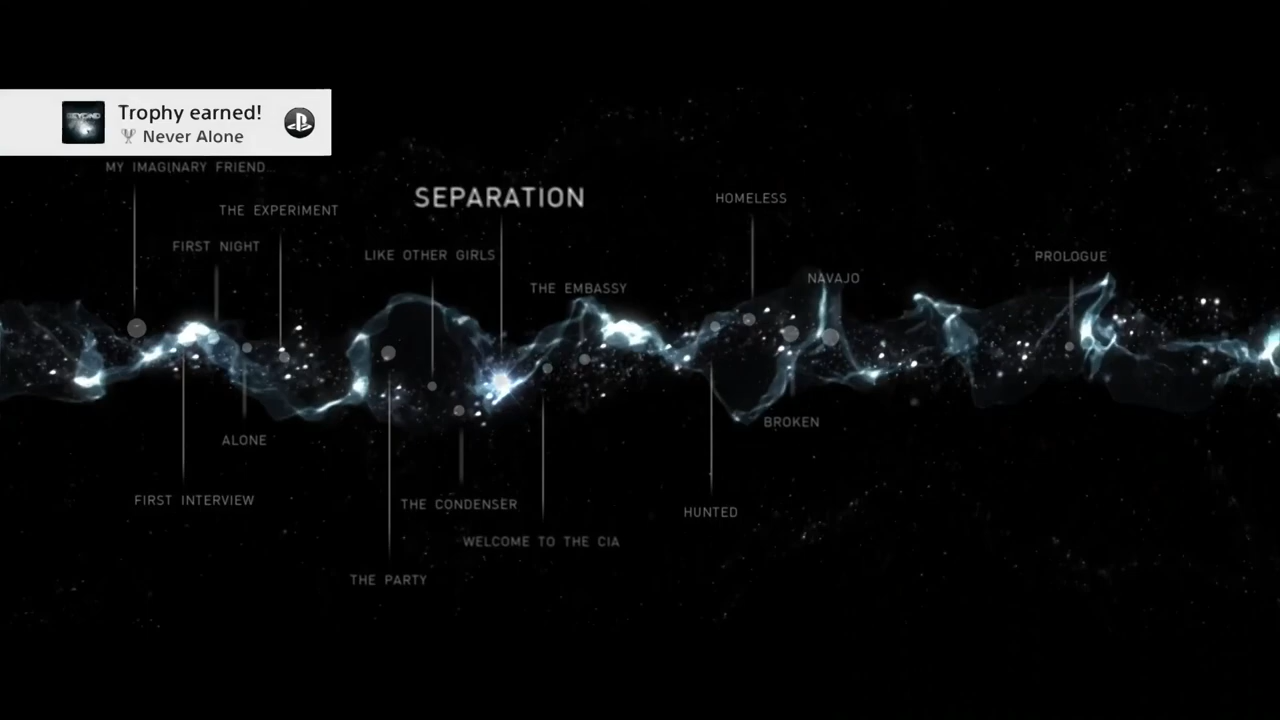 BEYOND
Trophy earned!
Never Alone
MY IMAGINARY FRIEND...
SEPARATION
HOMELESS
THE EXPERIMENT
FIRST NIGHT
LIKE OTHER GIRLS
PROLOGUE
NAVAJO
THE EMBASSY
BROKEN
ALONE
FIRST INTERVIEW
THE CONDENSER
HUNTED
WELCOME TO THE CIA
THE PARTY